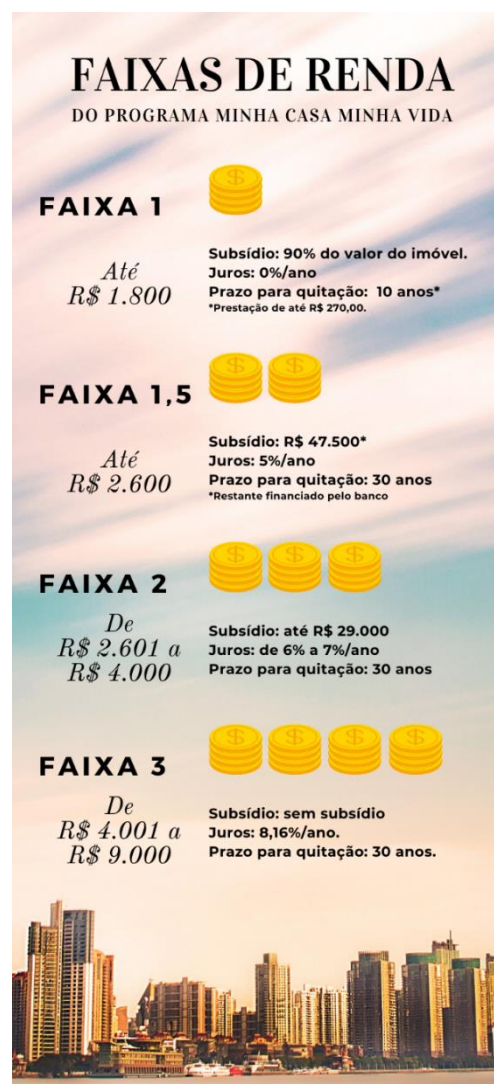 FAIXAS DE RENDA
DO PROGRAMA MINHA CASA MINHA VIDA
FAIXA 1
Até
R$ 1.800
Subsídio: 90% do valor do imóvel.
Juros: 0%/ano
Prazo para quitação: 10 anos*
*Prestação de até R$ 270,00.
FAIXA 1,5
Até
R$ 2.600
Subsídio: R$ 47.500*
Juros: 5%/ano
Prazo para quitação: 30 anos
*Restante financiado pelo banco
FAIXA 2
De
R$ 2.601 a
R$ 4.000
Subsídio: até R$ 29.000
Juros: de 6% a 7%/ano
Prazo para quitação: 30 anos
FAIXA 3
De
R$ 4.001 a
R$ 9.000
Subsídio: sem subsídio
Juros: 8,16%/ano.
Prazo para quitação: 30 anos.